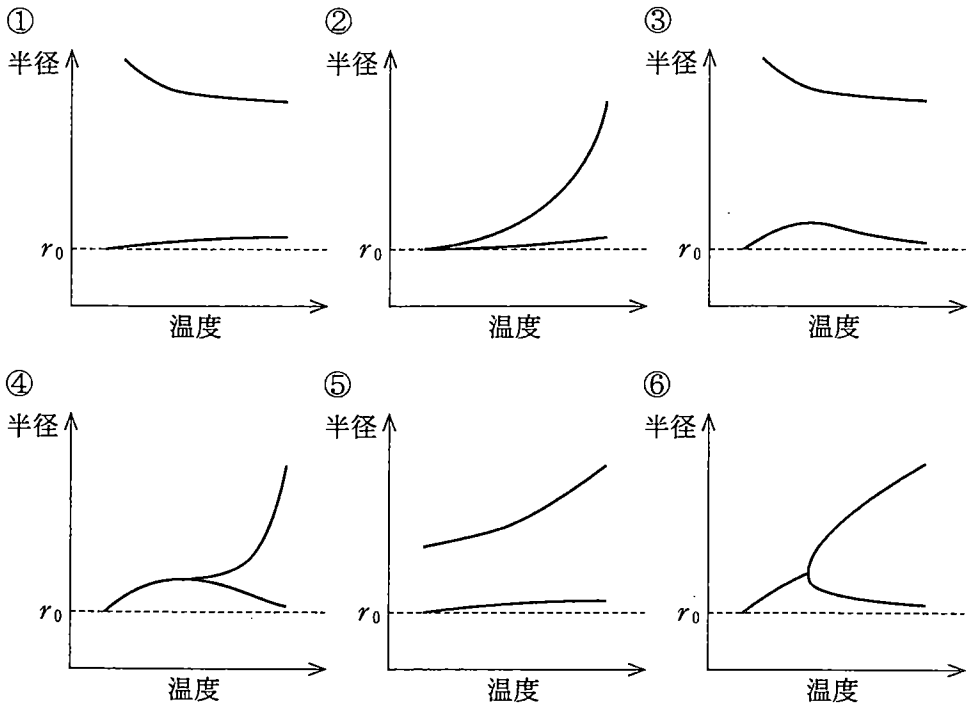 ① ② ③
半径 半径 半径
r₀ r₀ r₀
温度 温度 温度
④ ⑤ ⑥
半径 半径 半径
r₀ r₀ r₀
温度 温度 温度